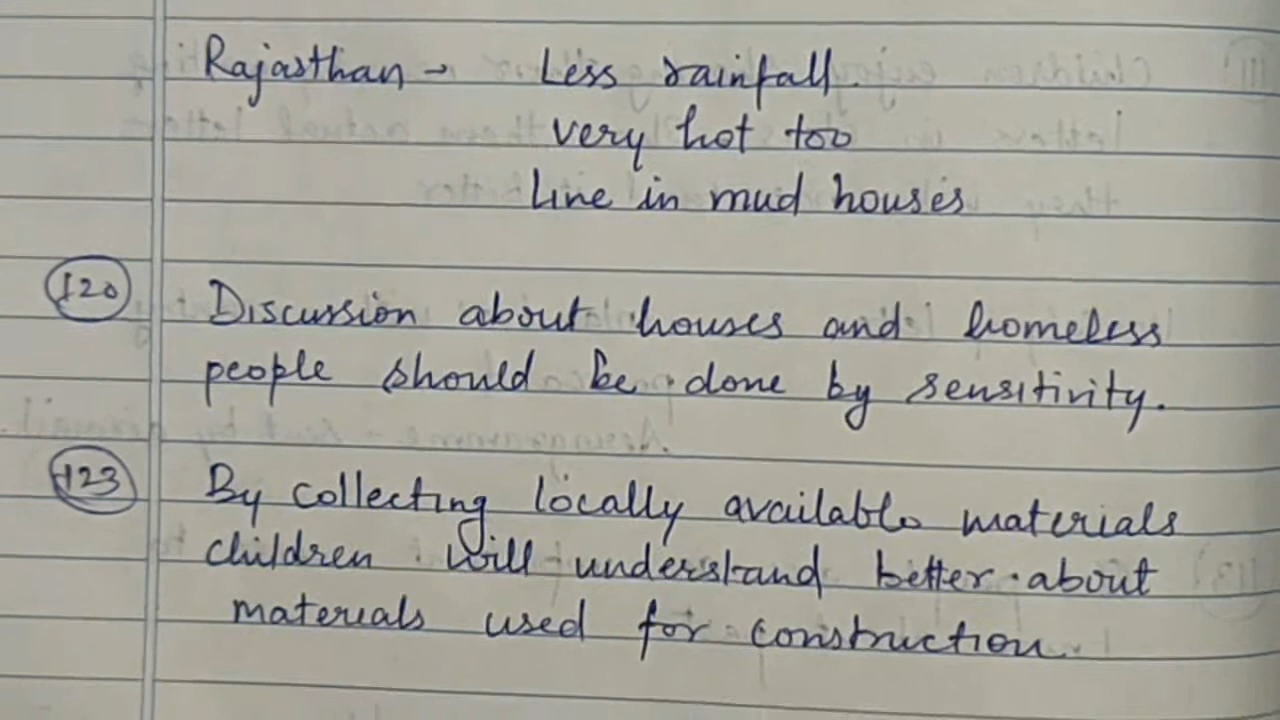 Rajasthan → Less rainfall.
very hot too
Live in mud houses
120 Discussion about houses and homeless
people should be done by sensitivity.
123 By collecting locally available materials
children will understand better about
materials used for construction.